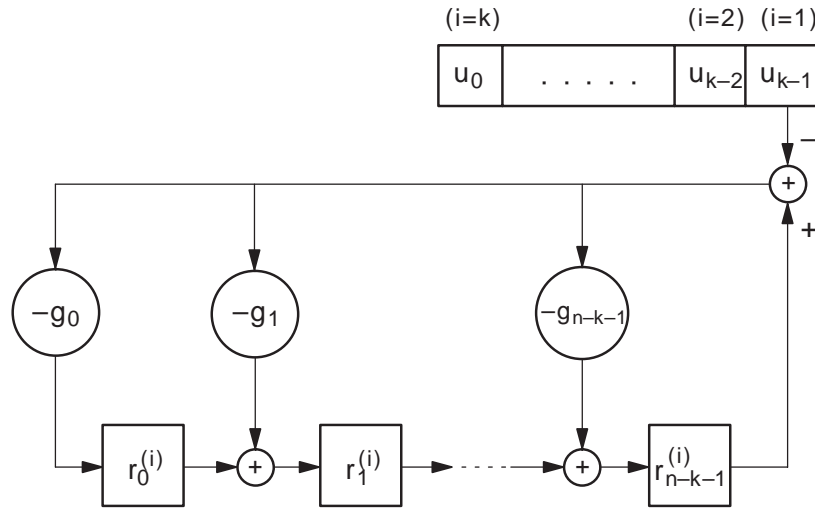 (i=k) (i=2) (i=1)
u₀ . . . . . uₖ₋₂ uₖ₋₁
–
+
+
–g₀ –g₁ –gₙ₋ₖ₋₁
r₀⁽ⁱ⁾ + r₁⁽ⁱ⁾ + rₙ₋ₖ₋₁⁽ⁱ⁾